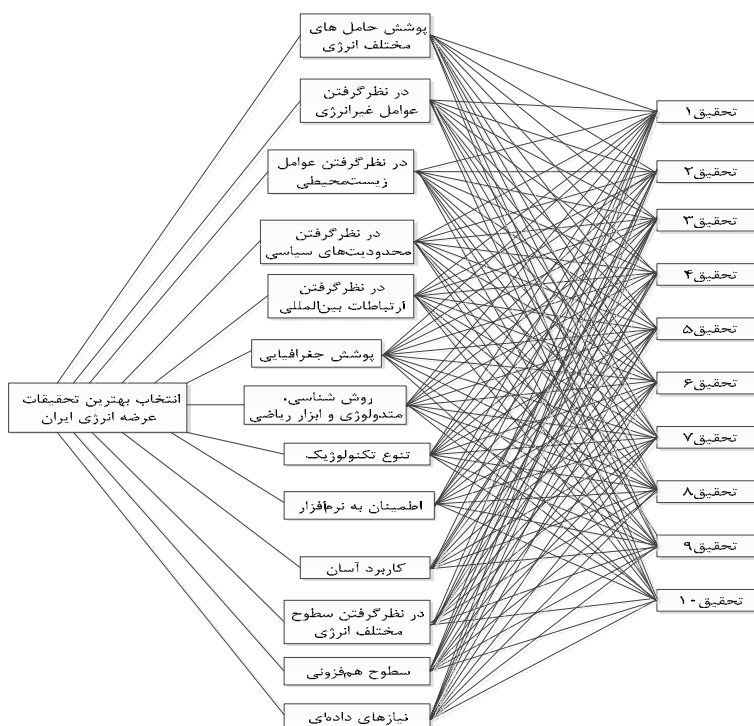 پوشش حامل های
مختلف انرژی
در نظرگرفتن
عوامل غیرانرژی
در نظرگرفتن عوامل
زیست‌محیطی
در نظرگرفتن
محدودیت‌های سیاسی
در نظرگرفتن
ارتباطات بین‌المللی
پوشش جغرافیایی
روش شناسی،
متدولوژی و ابزار ریاضی
تنوع تکنولوژیک
اطمینان به نرم‌افزار
کاربرد آسان
در نظرگرفتن سطوح
مختلف انرژی
سطوح هم‌فزونی
نیازهای داده‌ای
انتخاب بهترین تحقیقات
عرضه انرژی ایران
تحقیق۱
تحقیق۲
تحقیق۳
تحقیق۴
تحقیق۵
تحقیق۶
تحقیق۷
تحقیق۸
تحقیق۹
تحقیق۱۰